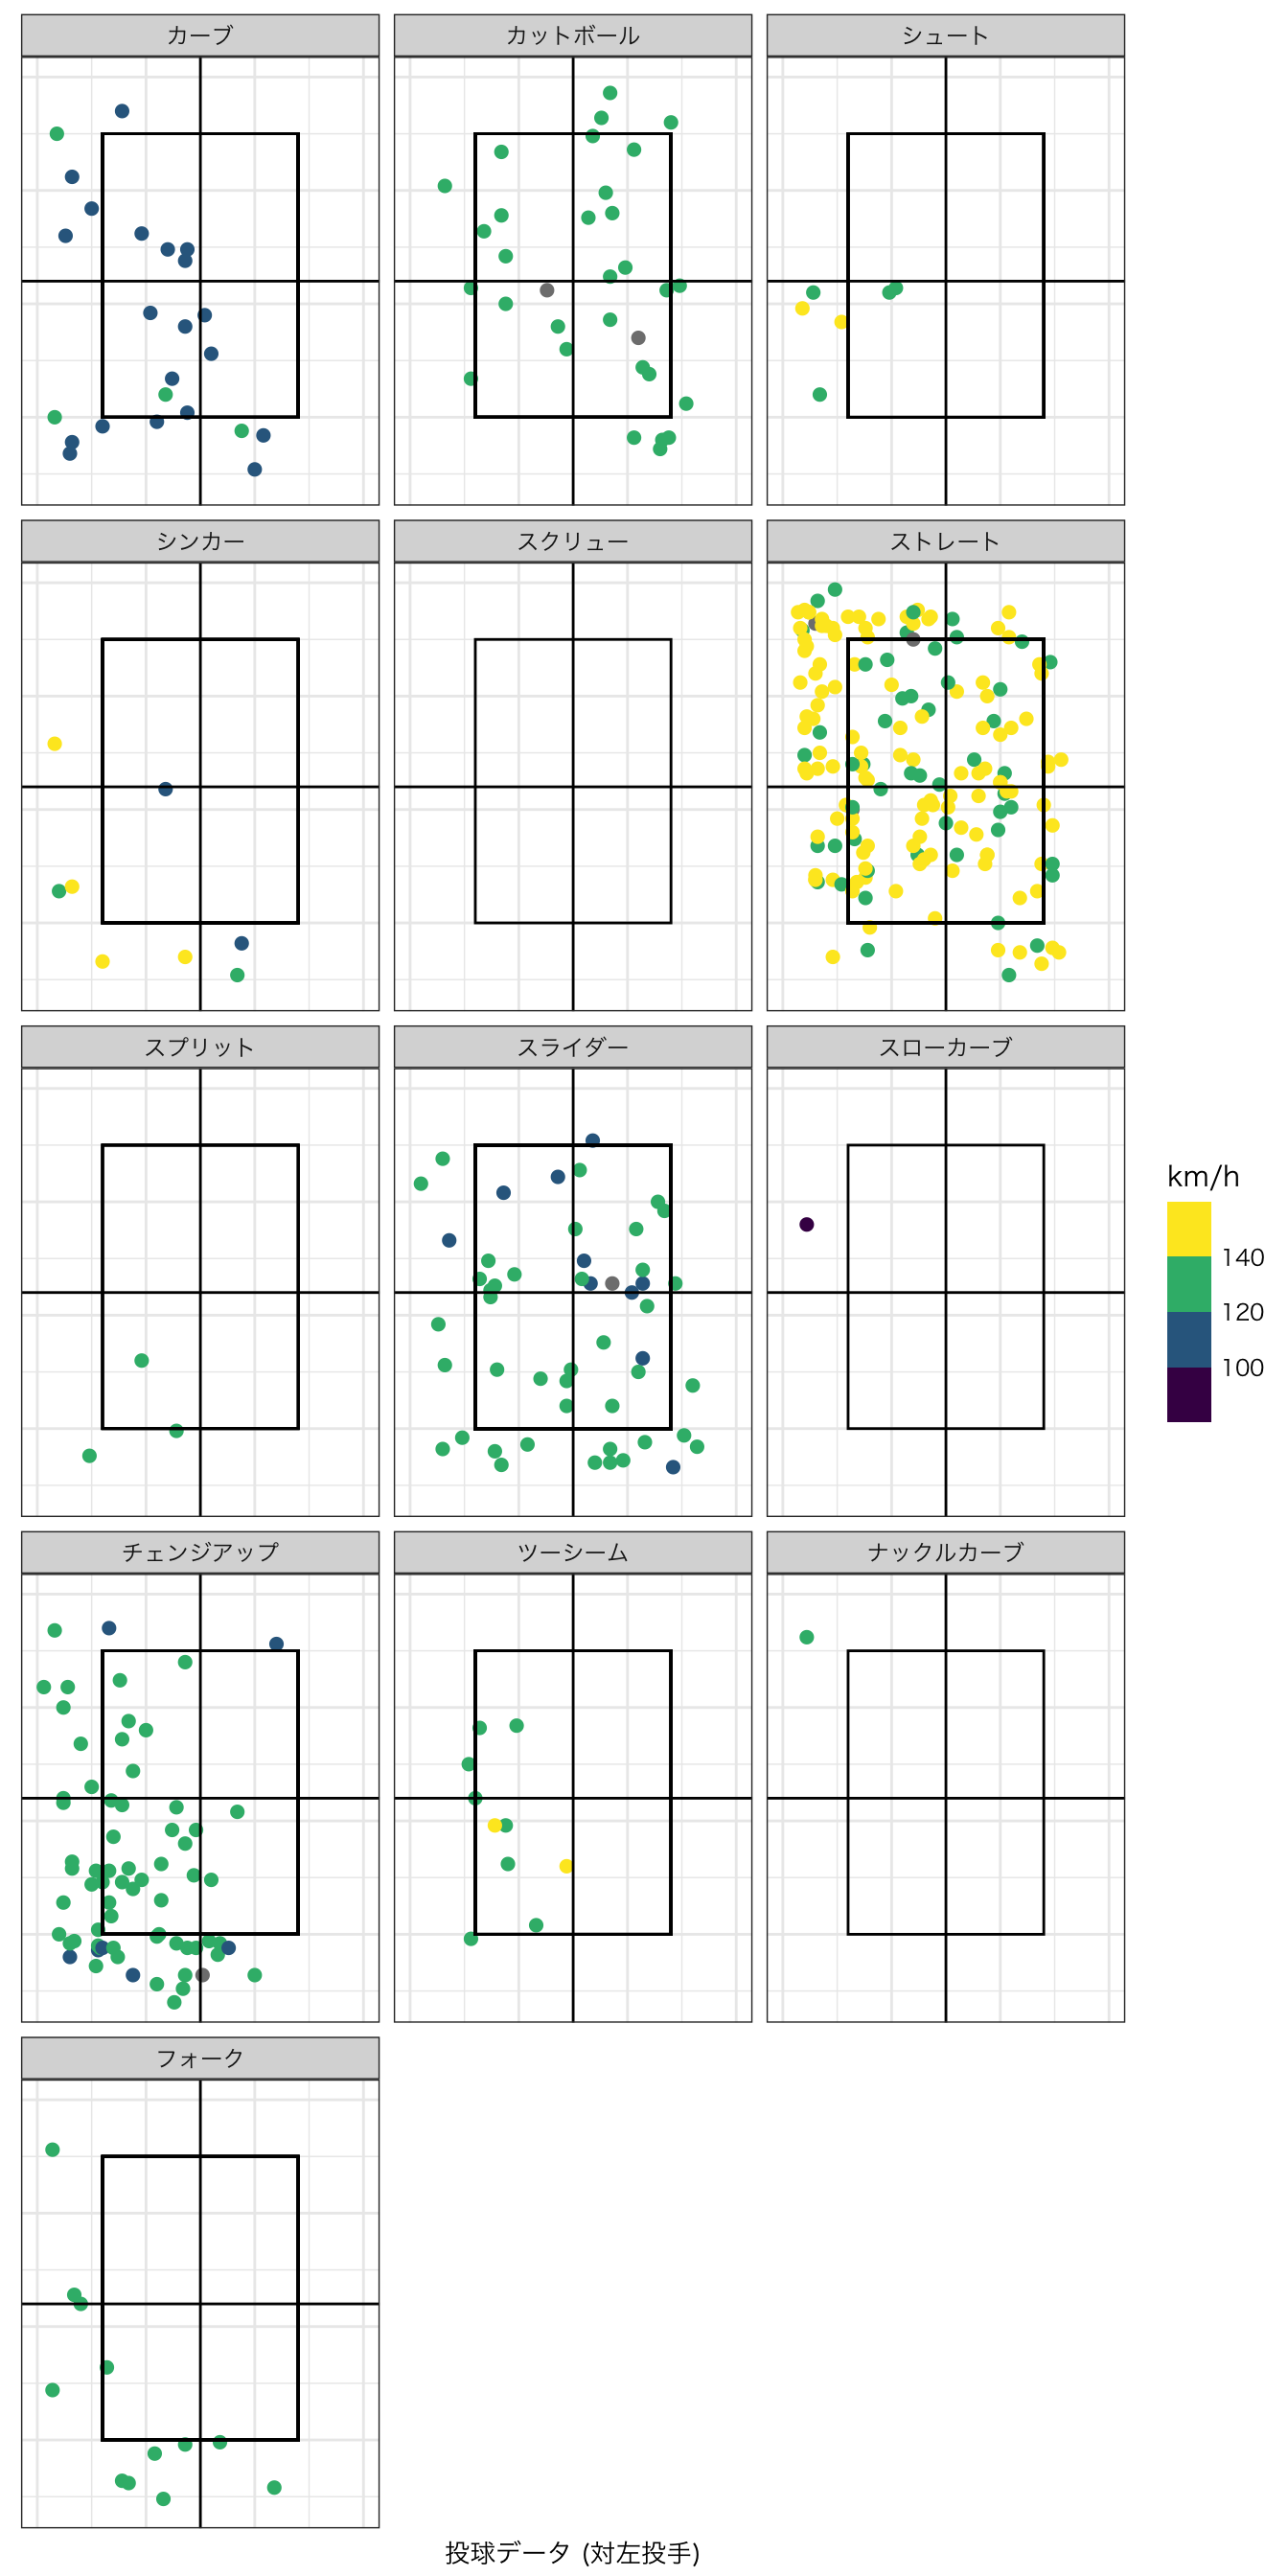 カーブ
カットボール
シュート
シンカー
スクリュー
ストレート
スプリット
スライダー
スローカーブ
チェンジアップ
ツーシーム
ナックルカーブ
フォーク
km/h
140
120
100
投球データ (対左投手)